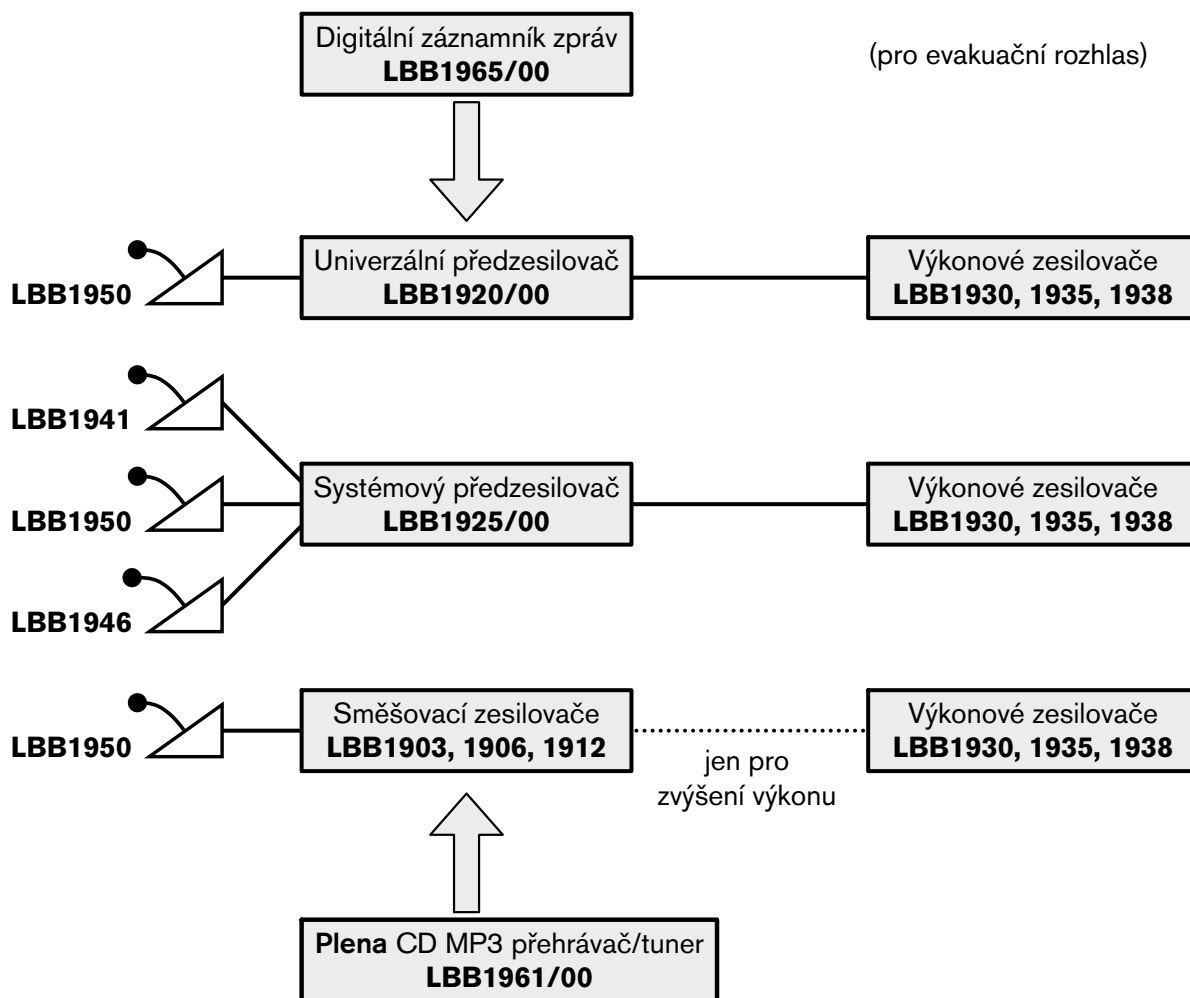 Digitální záznamník zpráv
LBB1965/00
(pro evakuační rozhlas)
LBB1950
Univerzální předzesilovač
LBB1920/00
Výkonové zesilovače
LBB1930, 1935, 1938
LBB1941
LBB1950
LBB1946
Systémový předzesilovač
LBB1925/00
Výkonové zesilovače
LBB1930, 1935, 1938
LBB1950
Směšovací zesilovače
LBB1903, 1906, 1912
jen pro
zvýšení výkonu
Výkonové zesilovače
LBB1930, 1935, 1938
Plena CD MP3 přehrávač/tuner
LBB1961/00